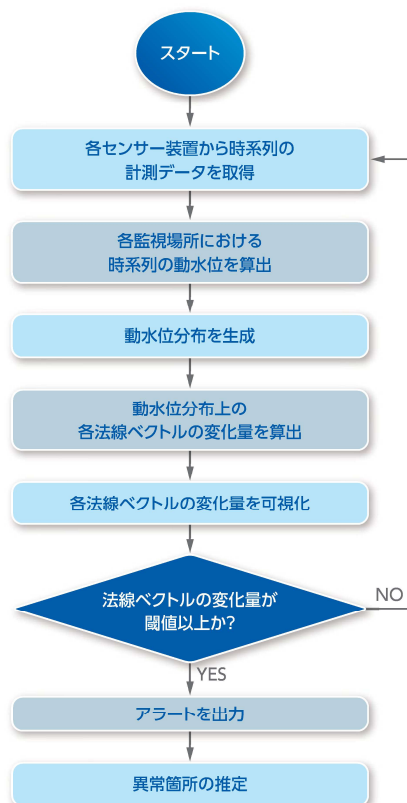 スタート
各センサー装置から時系列の
計測データを取得
各監視場所における
時系列の動水位を算出
動水位分布を生成
動水位分布上の
各法線ベクトルの変化量を算出
各法線ベクトルの変化量を可視化
法線ベクトルの変化量が
閾値以上か?
NO
YES
アラートを出力
異常箇所の推定